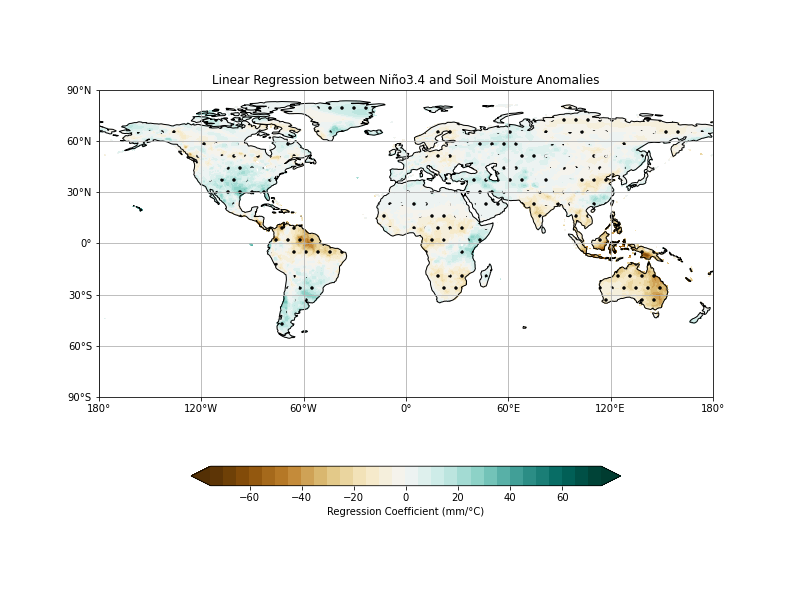 Linear Regression between Niño3.4 and Soil Moisture Anomalies
90°N
60°N
30°N
0°
30°S
60°S
90°S
180° 120°W 60°W 0° 60°E 120°E 180°
−60 −40 −20 0 20 40 60
Regression Coefficient (mm/°C)